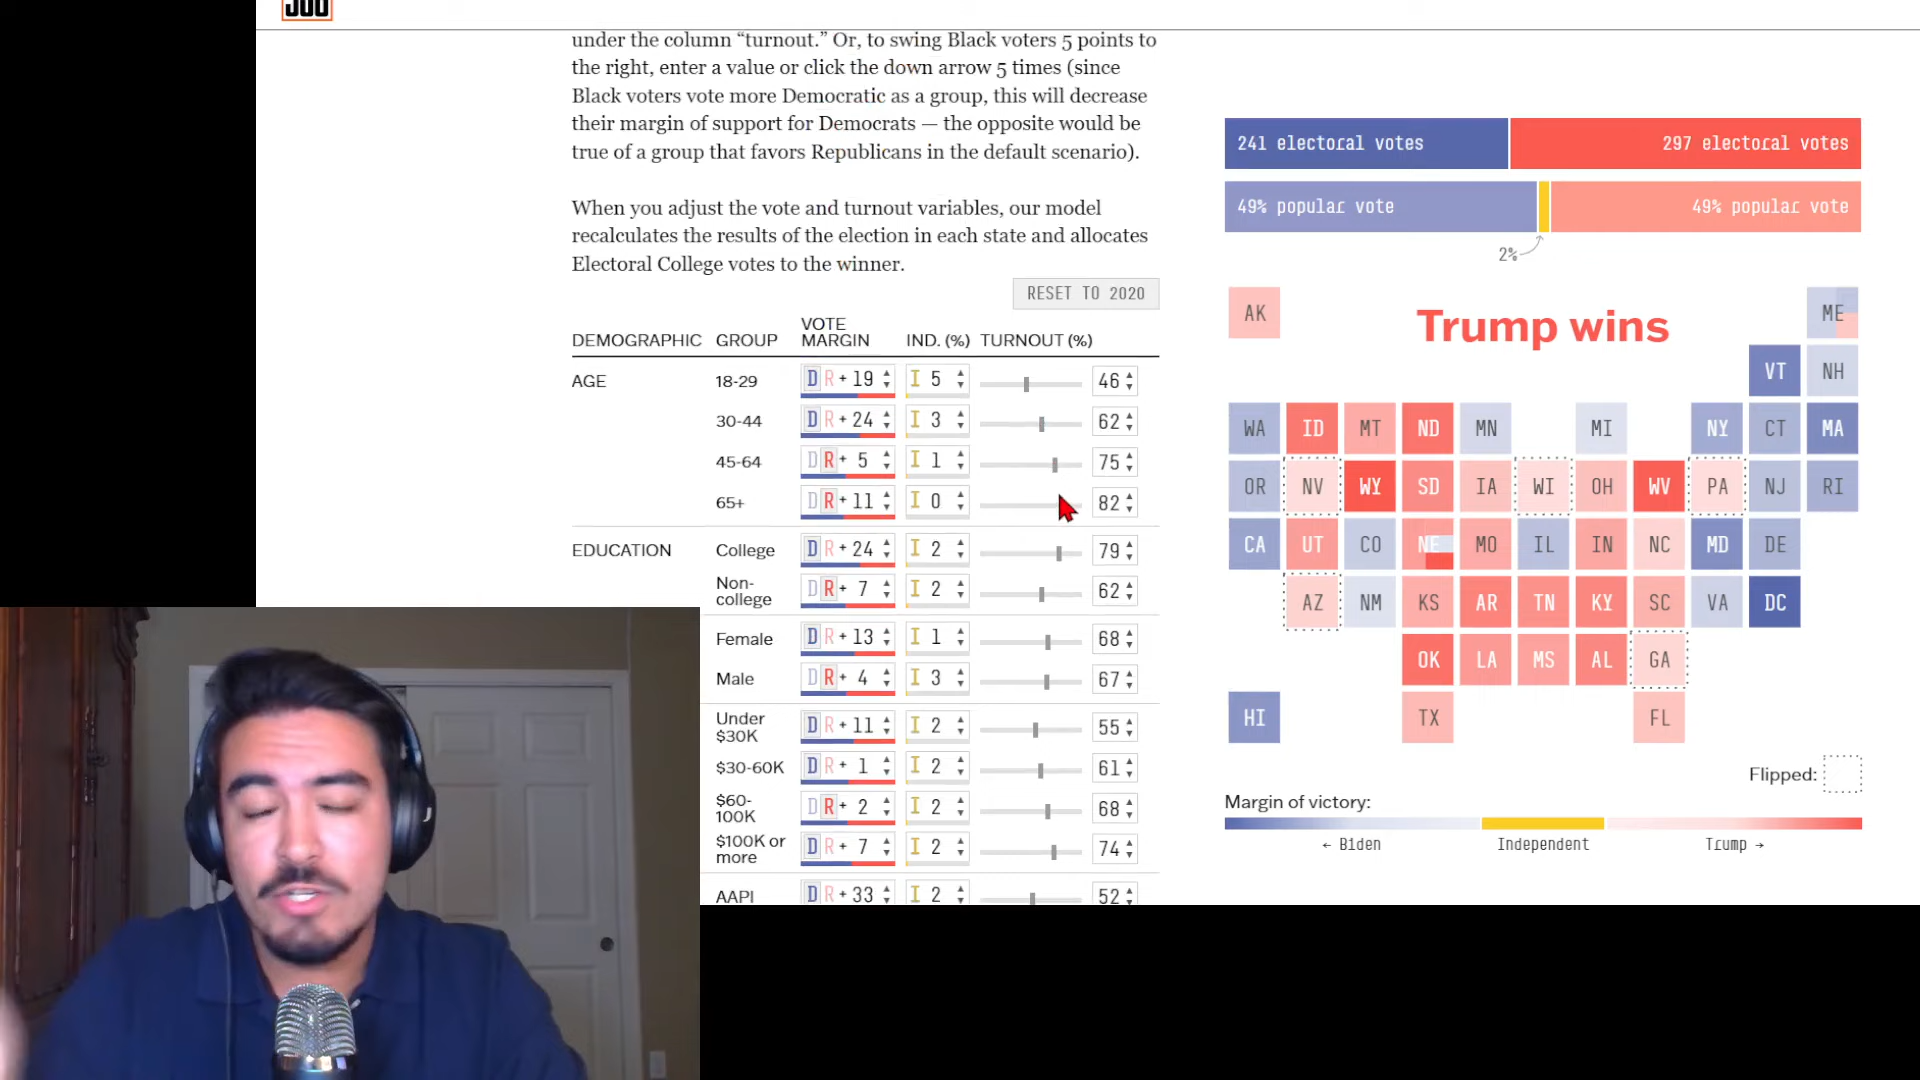 under the column “turnout.” Or, to swing Black voters 5 points to
the right, enter a value or click the down arrow 5 times (since
Black voters vote more Democratic as a group, this will decrease
their margin of support for Democrats — the opposite would be
true of a group that favors Republicans in the default scenario).
When you adjust the vote and turnout variables, our model
recalculates the results of the election in each state and allocates
Electoral College votes to the winner.
RESET TO 2020
DEMOGRAPHIC GROUP VOTE MARGIN IND. (%) TURNOUT (%)
AGE 18-29 D R + 19 I 5 46
30-44 D R + 24 I 3 62
45-64 D R + 5 I 1 75
65+ D R + 11 I 0 82
EDUCATION College D R + 24 I 2 79
Non-college D R + 7 I 2 62
Female D R + 13 I 1 68
Male D R + 4 I 3 67
Under $30K D R + 11 I 2 55
$30-60K D R + 1 I 2 61
$60-100K D R + 2 I 2 68
$100K or more D R + 7 I 2 74
AAPI D R + 33 I 2 52
241 electoral votes 297 electoral votes
49% popular vote 49% popular vote
2%
Trump wins
AK ME
VT NH
WA ID MT ND MN MI NY CT MA
OR NV WY SD IA WI OH WV PA NJ RI
CA UT CO NE MO IL IN NC MD DE
AZ NM KS AR TN KY SC VA DC
OK LA MS AL GA
HI TX FL
Flipped:
Margin of victory:
← Biden Independent Trump →